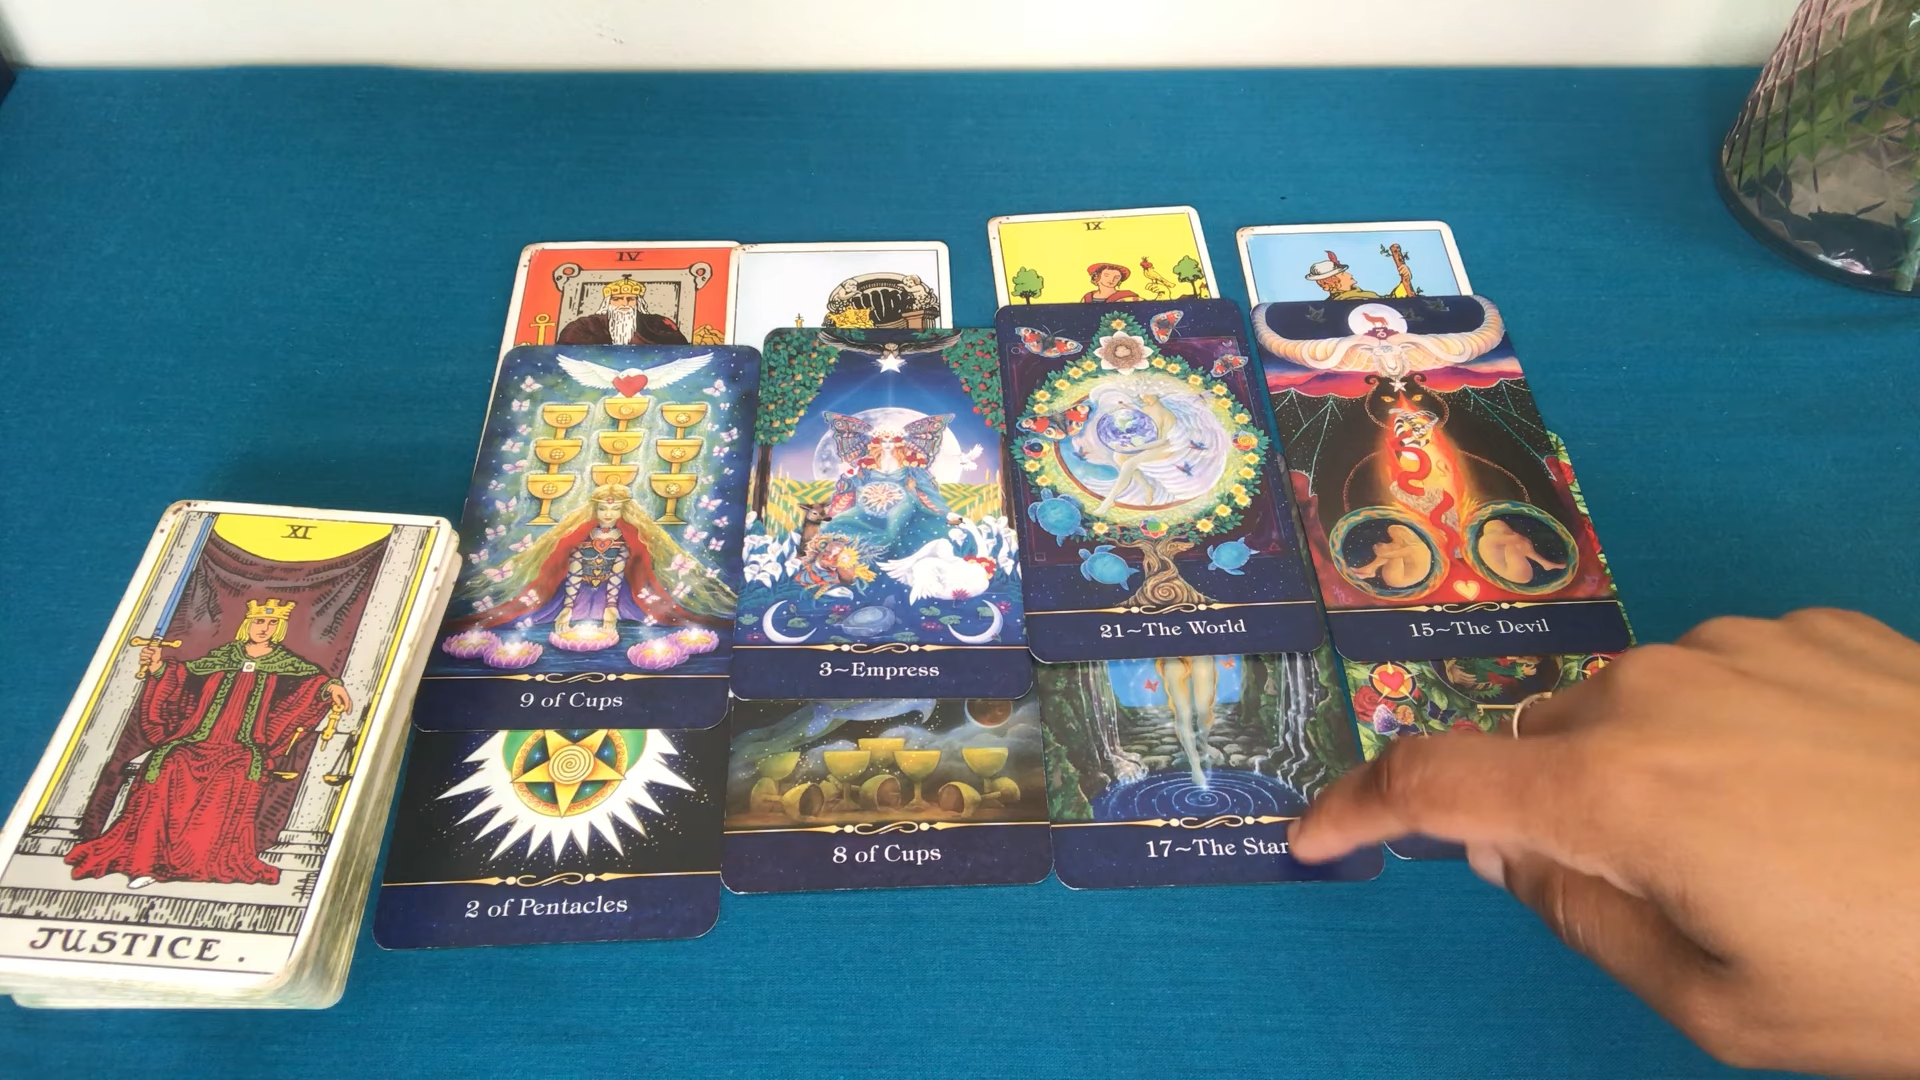 IV
IX
XI
9 of Cups
3~Empress
21~The World
15~The Devil
2 of Pentacles
8 of Cups
17~The Star
JUSTICE.